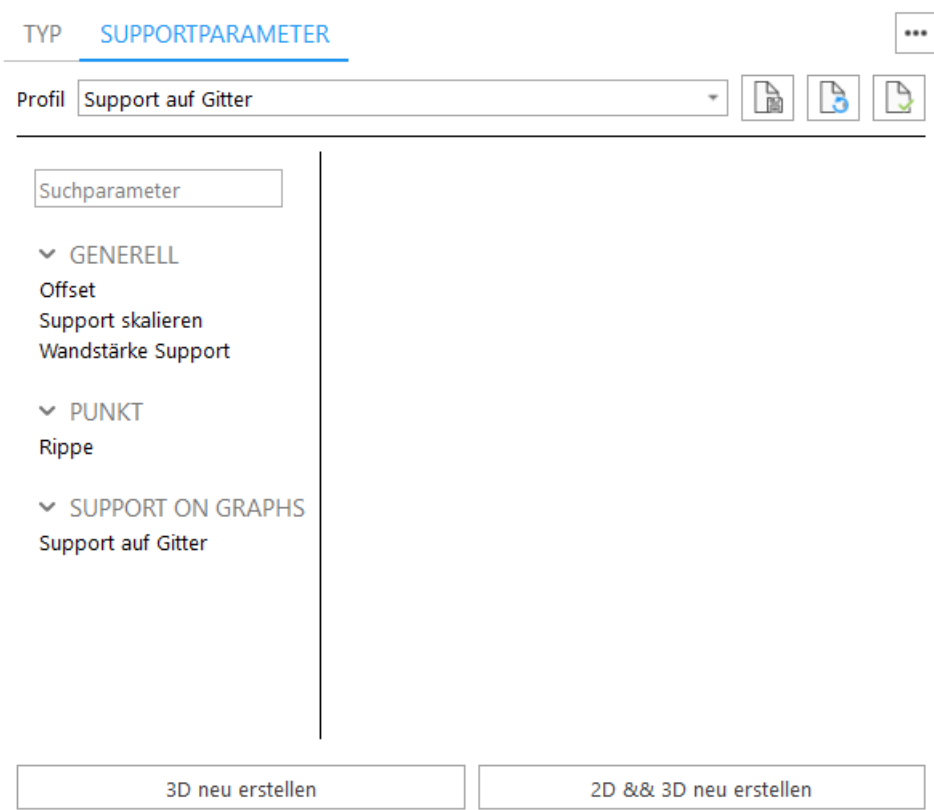 TYP SUPPORTPARAMETER
Profil Support auf Gitter
Suchparameter
GENERELL
Offset
Support skalieren
Wandstärke Support
PUNKT
Rippe
SUPPORT ON GRAPHS
Support auf Gitter
3D neu erstellen 2D && 3D neu erstellen